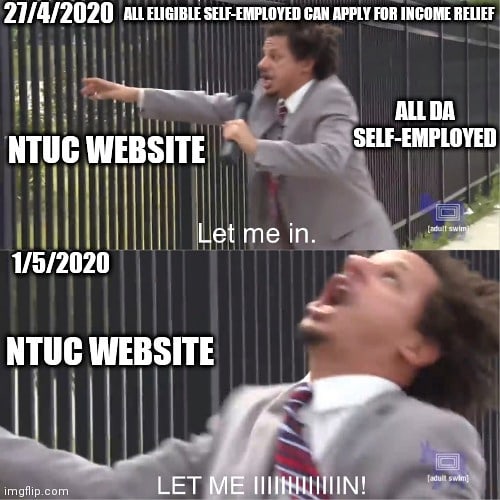 27/4/2020 ALL ELIGIBLE SELF-EMPLOYED CAN APPLY FOR INCOME RELIEF
ALL DA
SELF-EMPLOYED
NTUC WEBSITE
Let me in.
[adult swim]
1/5/2020
NTUC WEBSITE
[adult swim]
LET ME IIIIIIIIIIIIIN!
imgflip.com